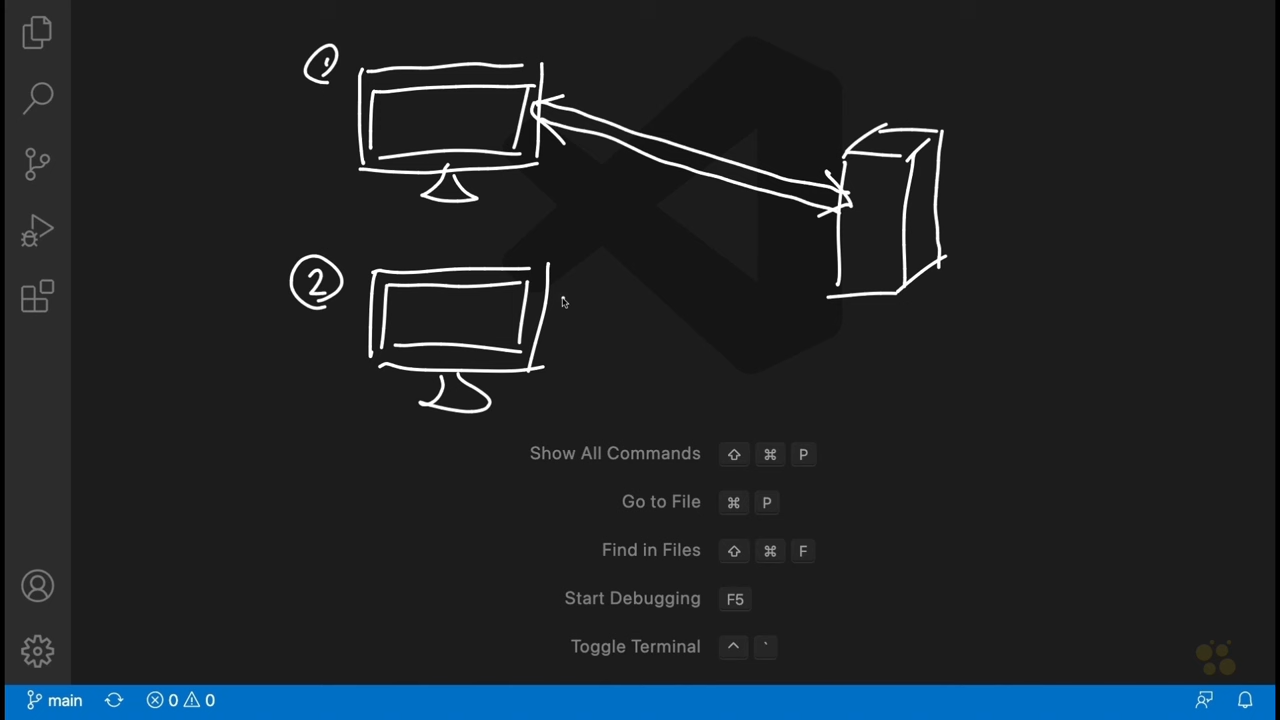 1
2
Show All Commands ⇧ ⌘ P
Go to File ⌘ P
Find in Files ⇧ ⌘ F
Start Debugging F5
Toggle Terminal ^ `
main 0 0